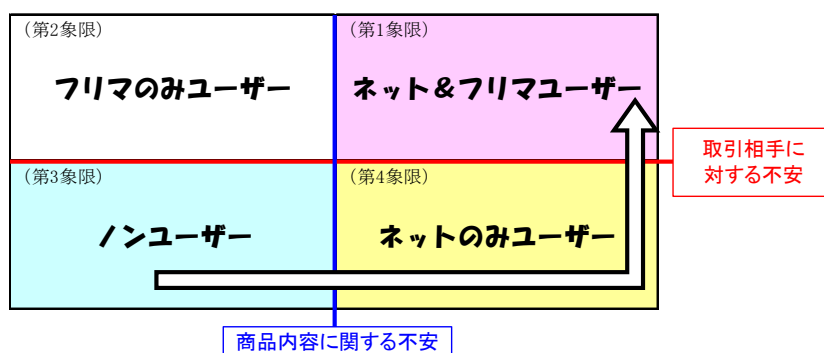 (第2象限)
フリマのみユーザー
(第1象限)
ネット&フリマユーザー
取引相手に
対する不安
(第3象限)
ノンユーザー
(第4象限)
ネットのみユーザー
商品内容に関する不安